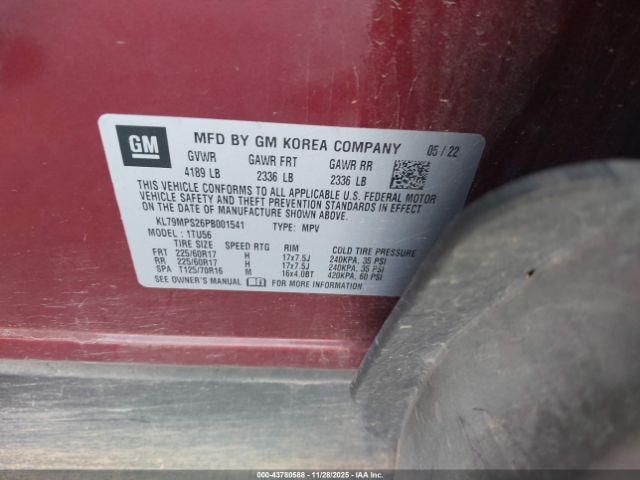 GM
MFD BY GM KOREA COMPANY 05 / 22
GVWR GAWR FRT GAWR RR
4189 LB 2336 LB 2336 LB
THIS VEHICLE CONFORMS TO ALL APPLICABLE U.S. FEDERAL MOTOR
VEHICLE SAFETY AND THEFT PREVENTION STANDARDS IN EFFECT ON
DATE OF MANUFACTURE SHOWN ABOVE.
KL79MPS26PB001541 TYPE: MPV
MODEL: 1TU56
TIRE SIZE SPEED RTG RIM COLD TIRE PRESSURE
FRT 225/60R17 H 17x7.5J 240KPA, 35 PSI
RR 225/60R17 H 17x7.5J 240KPA, 35 PSI
SPA T125/70R16 M 16x4.0BT 420KPA, 60 PSI
SEE OWNER'S MANUAL FOR MORE INFORMATION
000-43780588 - 11/28/2025 - IAA Inc.